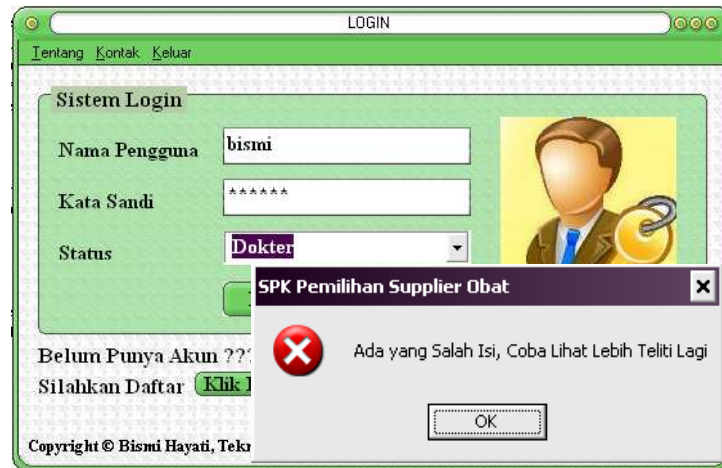 LOGIN
Tentang Kontak Keluar
Sistem Login
Nama Pengguna bismi
Kata Sandi ******
Status Dokter
SPK Pemilihan Supplier Obat
Ada yang Salah Isi, Coba Lihat Lebih Teliti Lagi
OK
Belum Punya Akun ???
Silahkan Daftar Klik
Copyright © Bismi Hayati,